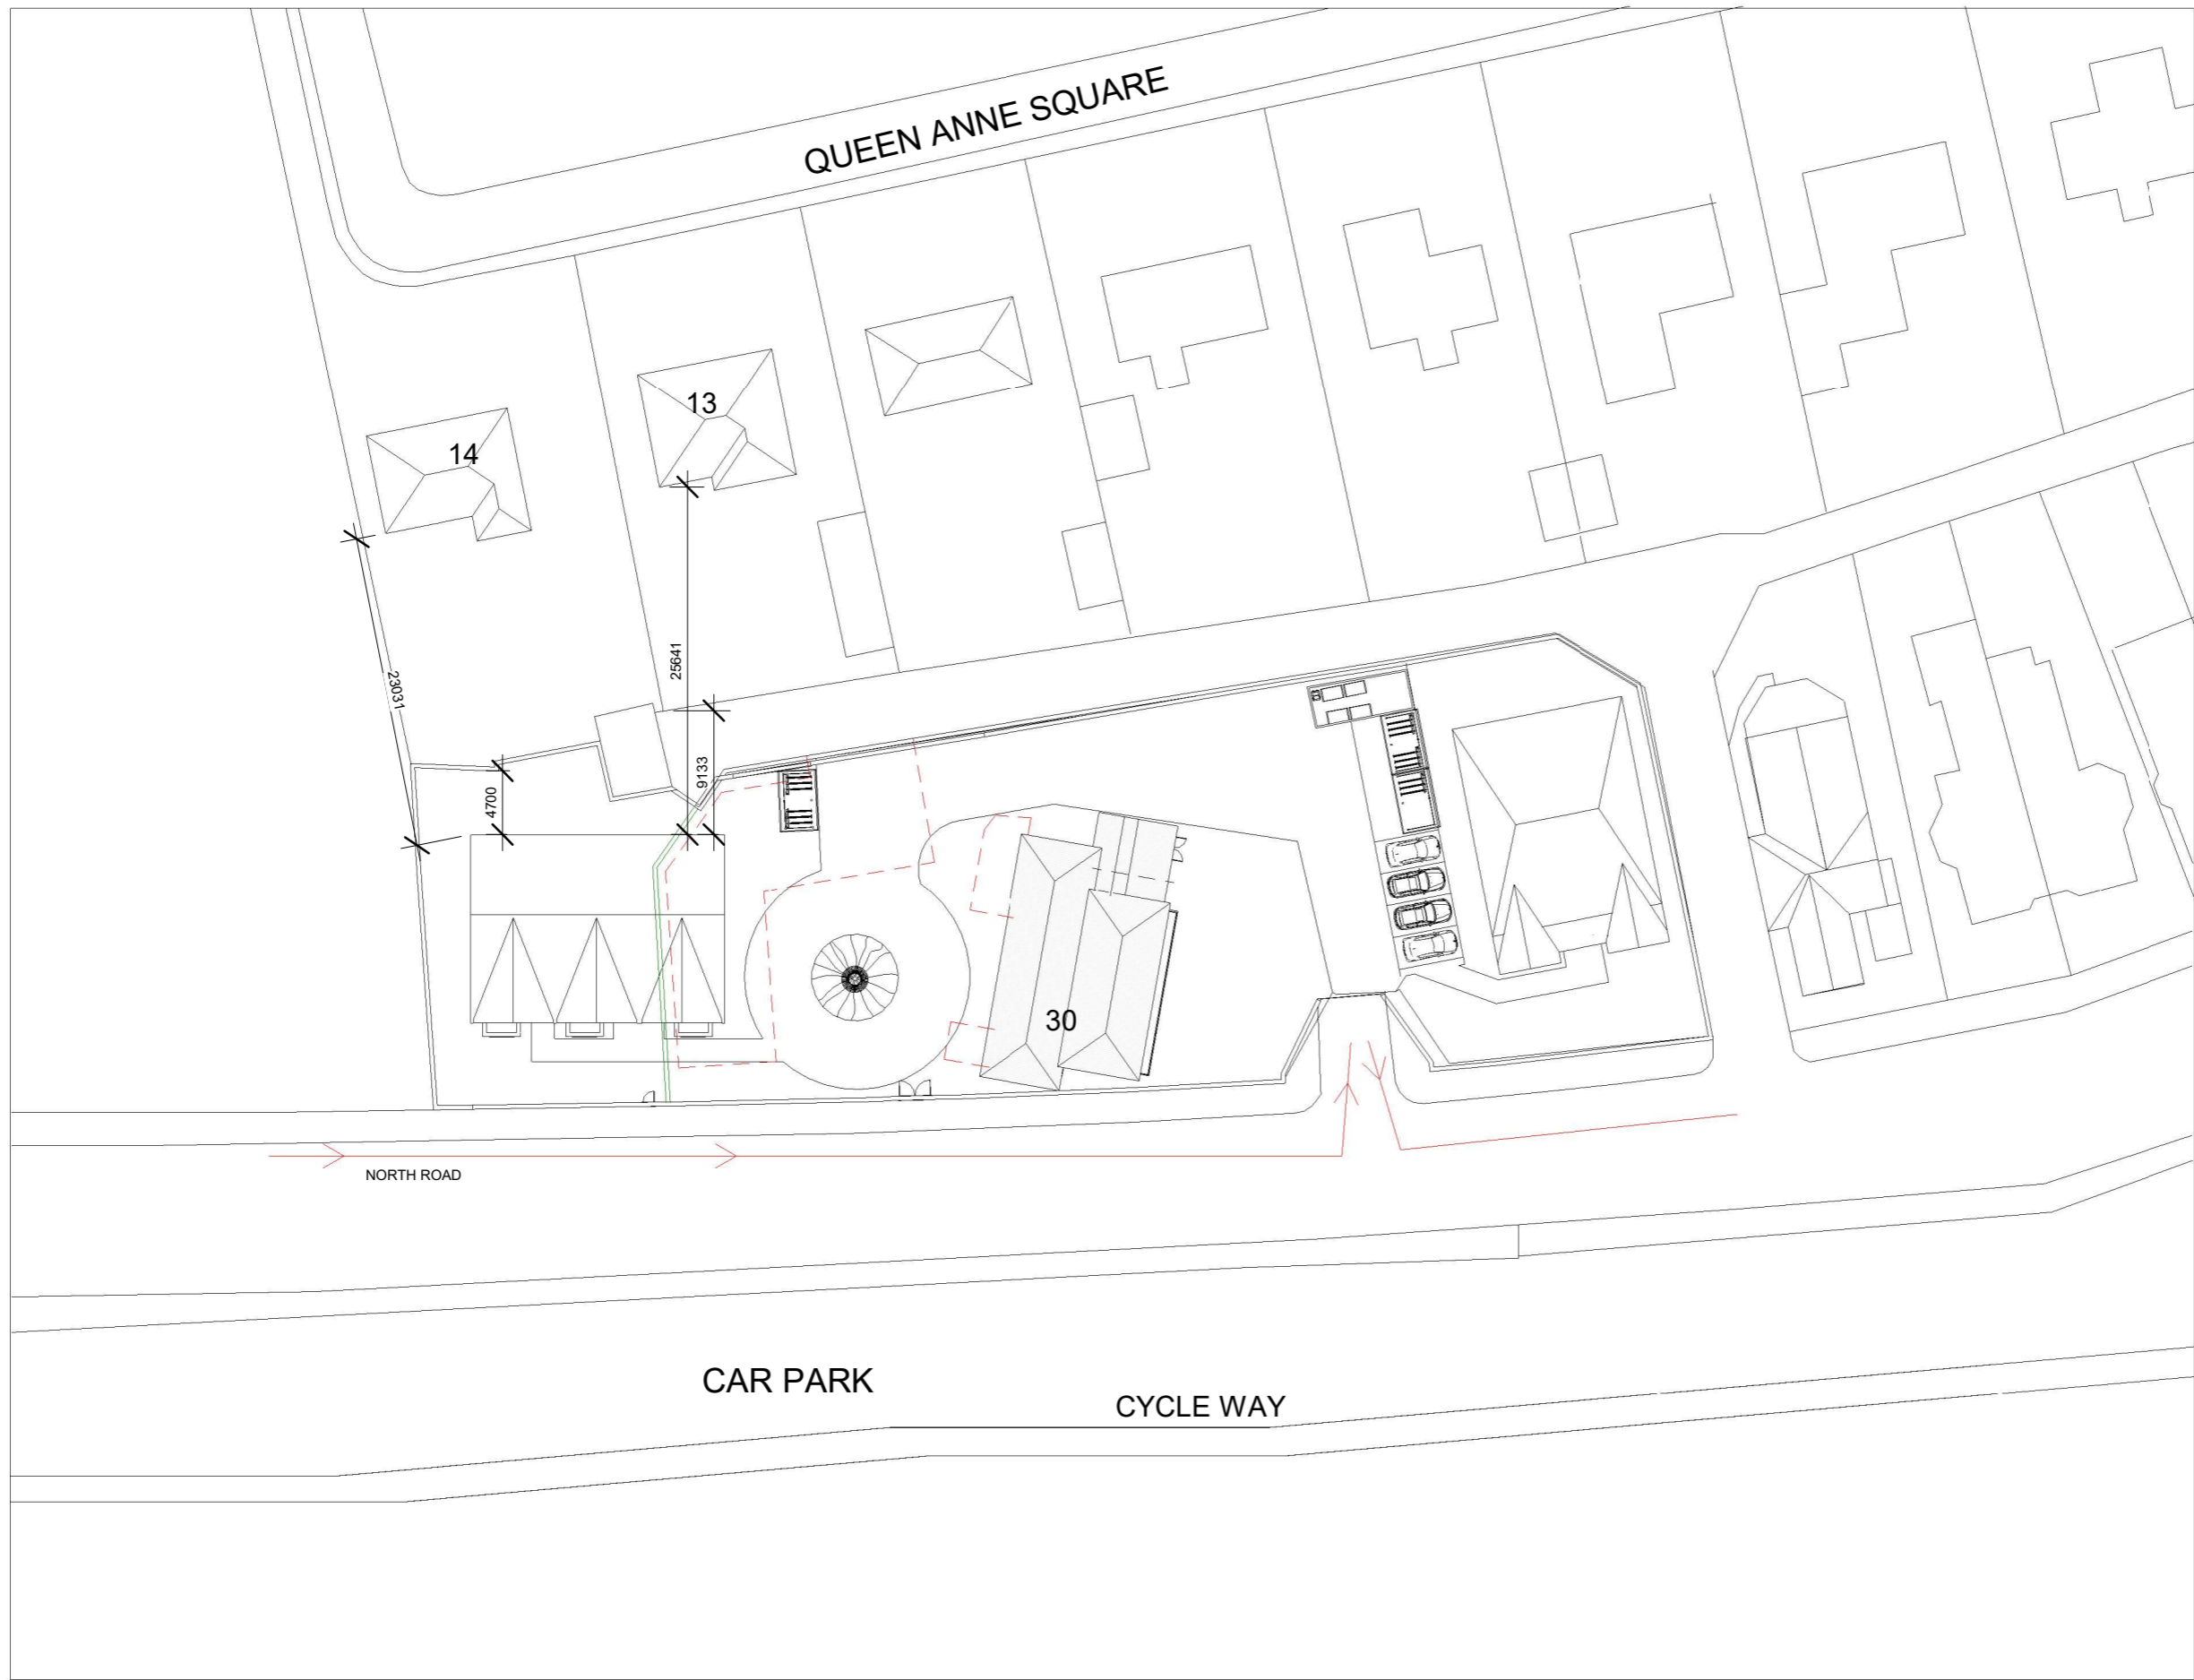 QUEEN ANNE SQUARE
13
14
25641
23031
9133
4700
30
NORTH ROAD
CAR PARK
CYCLE WAY